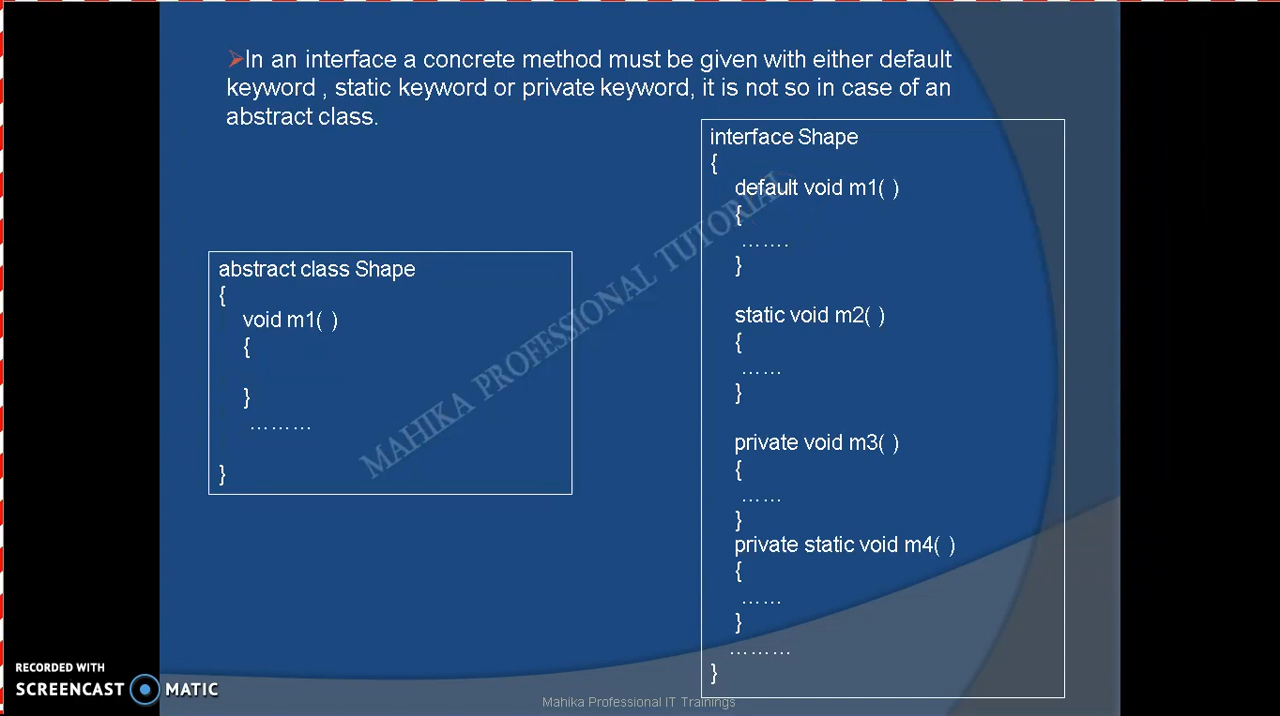 ➢In an interface a concrete method must be given with either default
keyword , static keyword or private keyword, it is not so in case of an
abstract class.
abstract class Shape
{
void m1( )
{
}
………
}
interface Shape
{
default void m1( )
{
…….
}
static void m2( )
{
……
}
private void m3( )
{
……
}
private static void m4( )
{
……
}
………
}
MAHIKA PROFESSIONAL TUTORIAL
RECORDED WITH
SCREENCAST MATIC
Mahika Professional IT Trainings